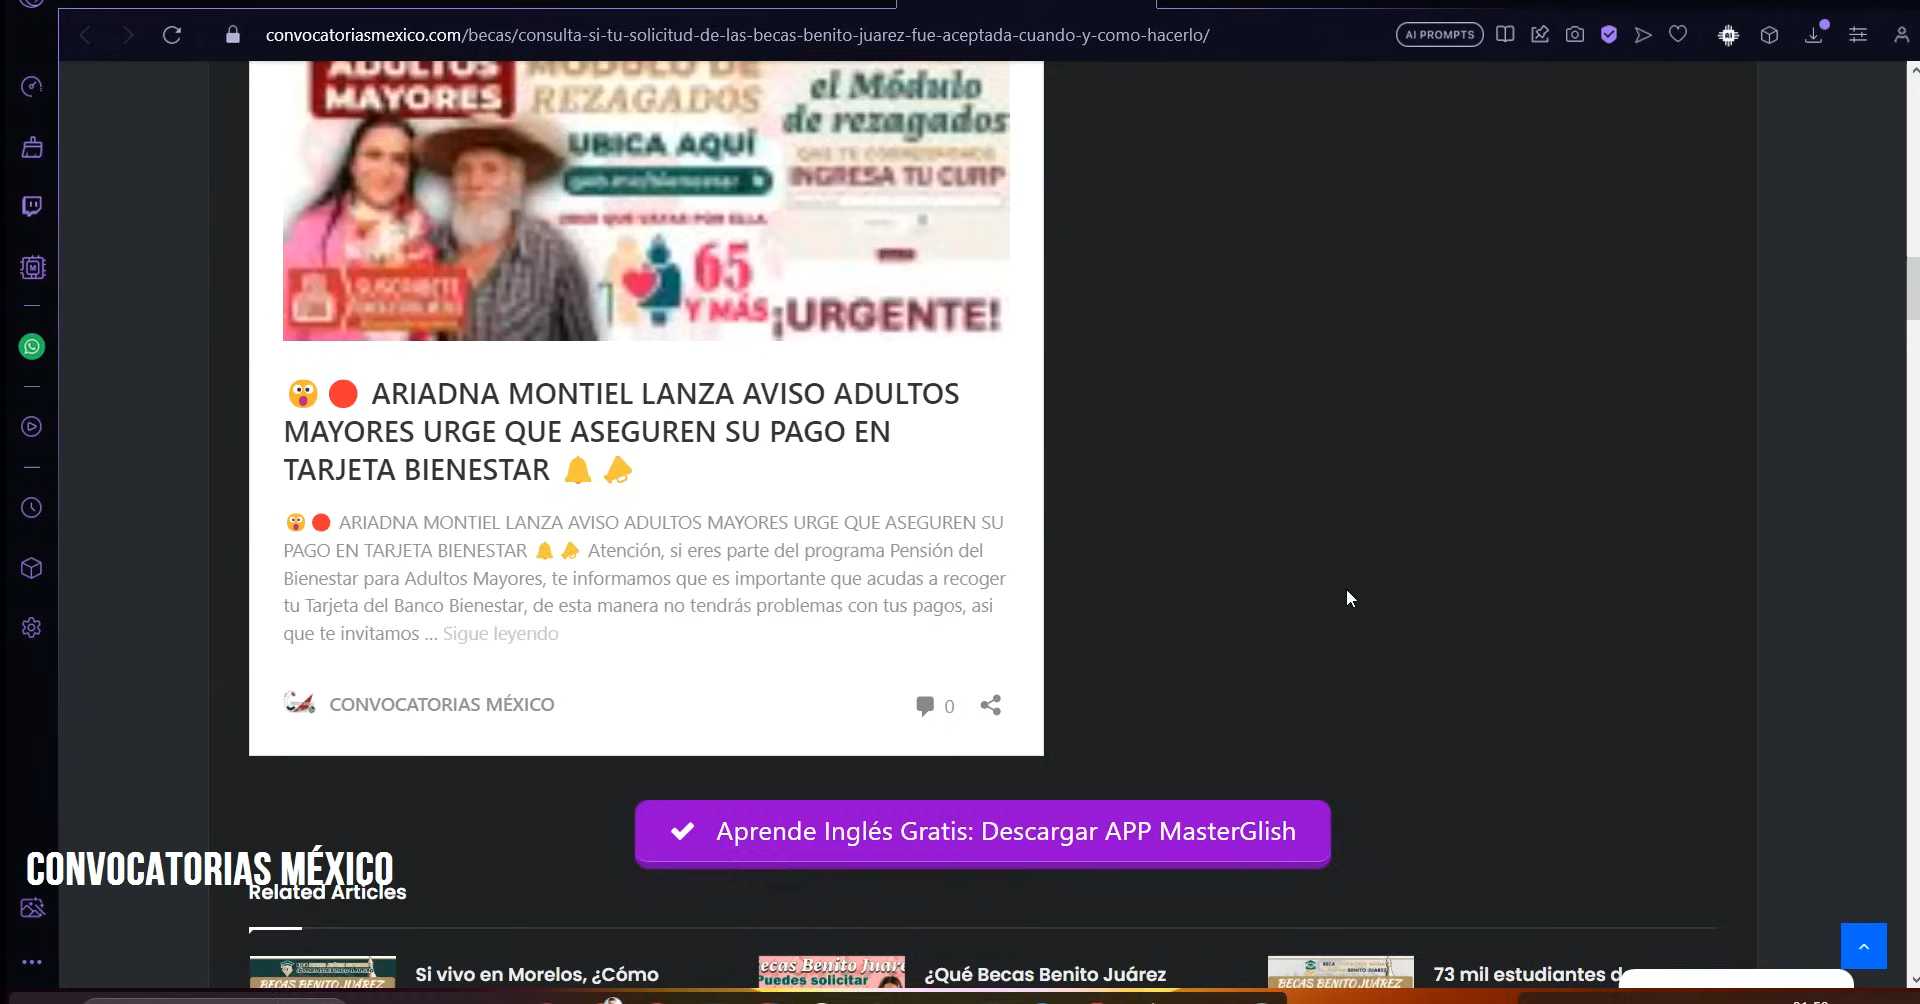 convocatoriasmexico.com/becas/consulta-si-tu-solicitud-de-las-becas-benito-juarez-fue-aceptada-cuando-y-como-hacerlo/
AI PROMPTS
ADULTOS
MAYORES
MÓDULO DE
REZAGADOS
UBICA AQUÍ
el Módulo
de rezagados
INGRESA TU CURP
65
Y MÁS
¡URGENTE!
😲 🔴 ARIADNA MONTIEL LANZA AVISO ADULTOS
MAYORES URGE QUE ASEGUREN SU PAGO EN
TARJETA BIENESTAR 🔔 📣
😲 🔴 ARIADNA MONTIEL LANZA AVISO ADULTOS MAYORES URGE QUE ASEGUREN SU
PAGO EN TARJETA BIENESTAR 🔔 📣 Atención, si eres parte del programa Pensión del
Bienestar para Adultos Mayores, te informamos que es importante que acudas a recoger
tu Tarjeta del Banco Bienestar, de esta manera no tendrás problemas con tus pagos, asi
que te invitamos ... Sigue leyendo
CONVOCATORIAS MÉXICO
0
Aprende Inglés Gratis: Descargar APP MasterGlish
CONVOCATORIAS MÉXICO
Related Articles
BECAS BENITO JUÁREZ
Si vivo en Morelos, ¿Cómo
Becas Benito Juárez
Puedes solicitar
¿Qué Becas Benito Juárez
BECAS BENITO JUÁREZ
73 mil estudiantes d